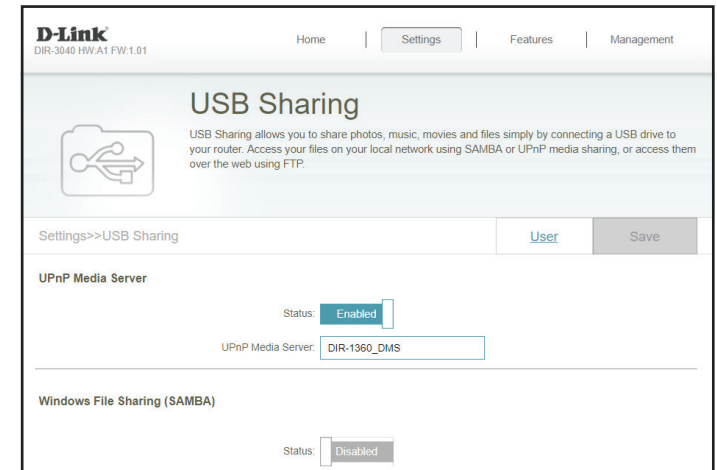 D-Link
DIR-3040 HW:A1 FW:1.01
Home | Settings | Features | Management
USB Sharing
USB Sharing allows you to share photos, music, movies and files simply by connecting a USB drive to
your router. Access your files on your local network using SAMBA or UPnP media sharing, or access them
over the web using FTP.
Settings>>USB Sharing
User
Save
UPnP Media Server
Status: Enabled
UPnP Media Server: DIR-1360_DMS
Windows File Sharing (SAMBA)
Status: Disabled